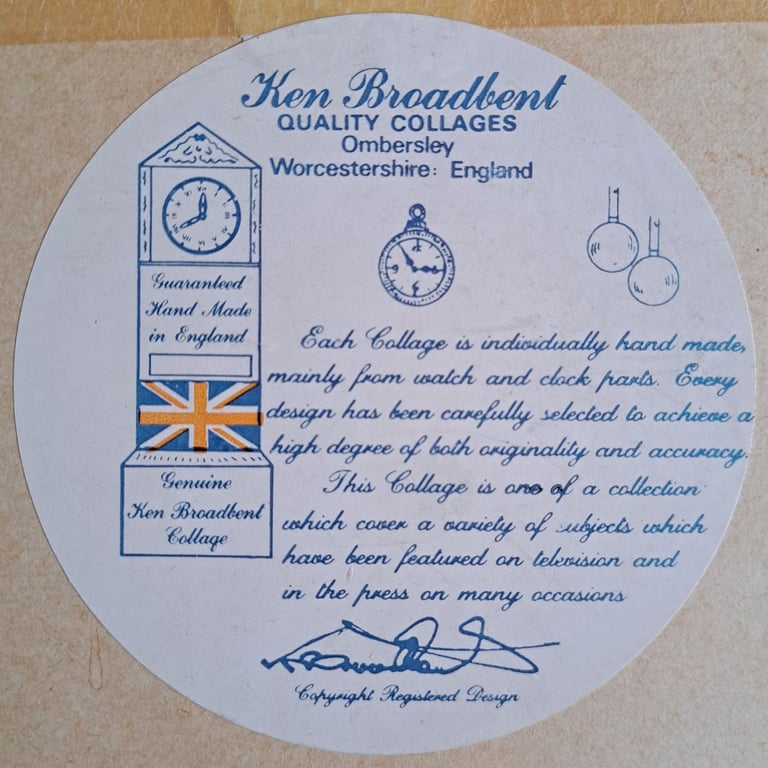 Ken Broadbent
QUALITY COLLAGES
Ombersley
Worcestershire: England
Guaranteed
Hand Made
in England
Genuine
Ken Broadbent
Collage
Each Collage is individually hand made,
mainly from watch and clock parts. Every
design has been carefully selected to achieve a
high degree of both originality and accuracy.
This Collage is one of a collection
which cover a variety of subjects which
have been featured on television and
in the press on many occasions
Copyright Registered Design